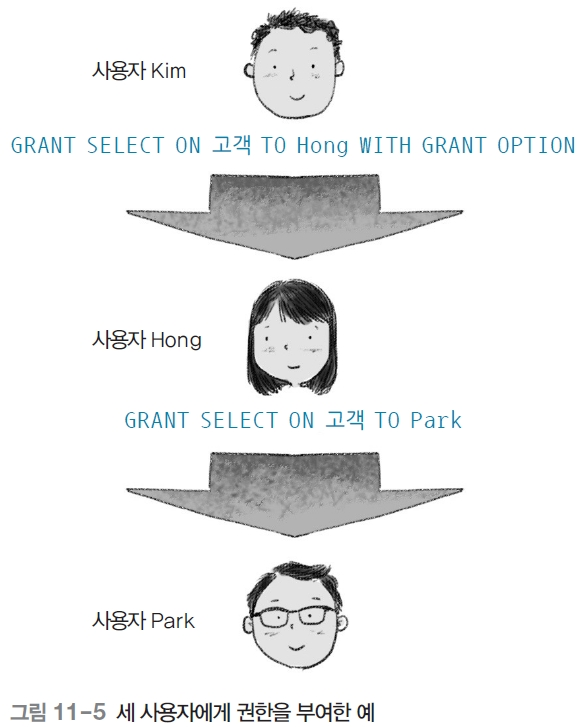 사용자 Kim
GRANT SELECT ON 고객 TO Hong WITH GRANT OPTION
사용자 Hong
GRANT SELECT ON 고객 TO Park
사용자 Park
그림 11-5 세 사용자에게 권한을 부여한 예